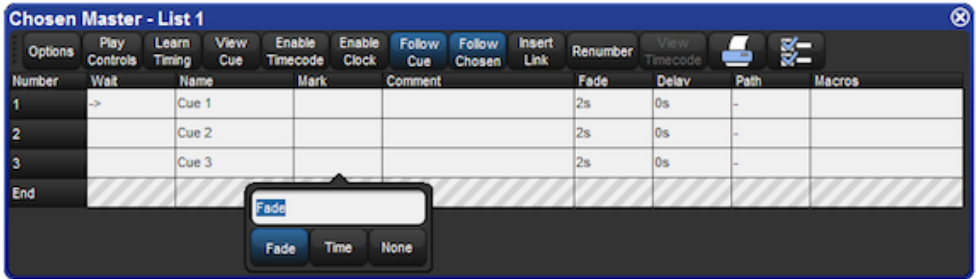 Chosen Master - List 1
Options Play Controls Learn Timing View Cue Enable Timecode Enable Clock Follow Cue Follow Chosen Insert Link Renumber View Timecode
Number Wait Name Mark Comment Fade Delay Path Macros
1 -> Cue 1 2s 0s -
2 Cue 2 2s 0s -
3 Cue 3 2s 0s -
End
Fade
Fade Time None